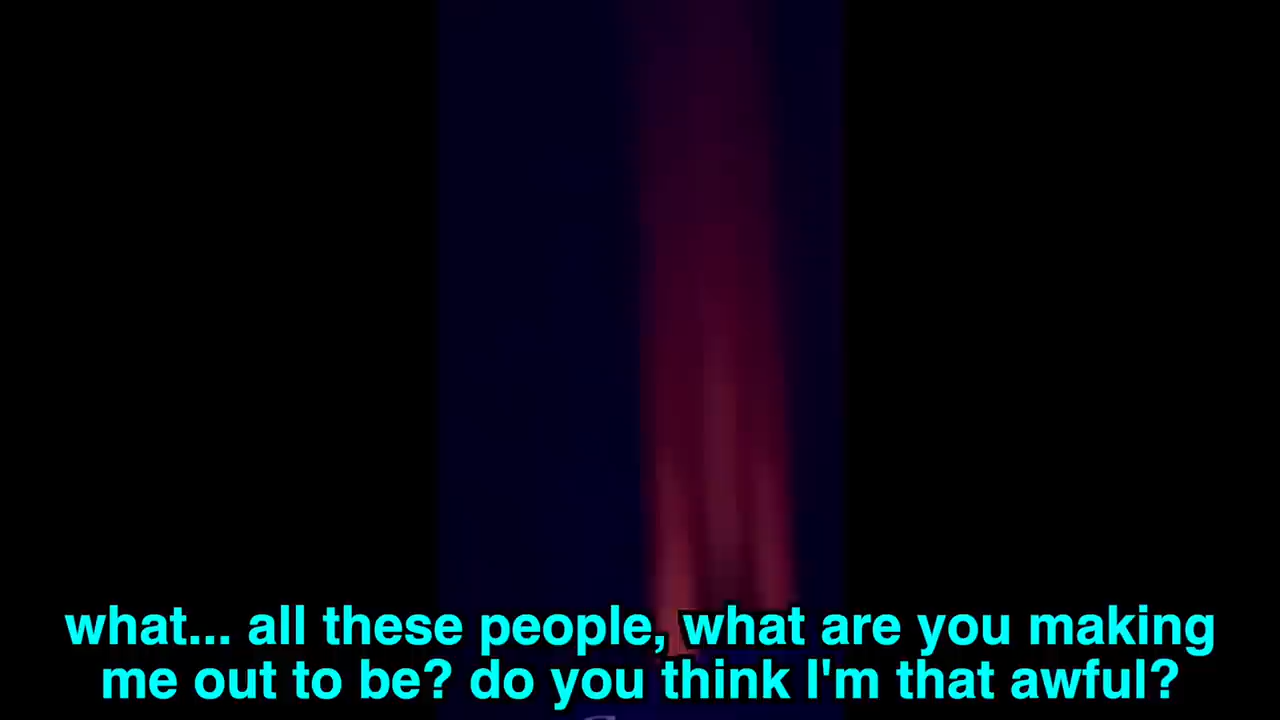 what... all these people, what are you making
me out to be? do you think I'm that awful?